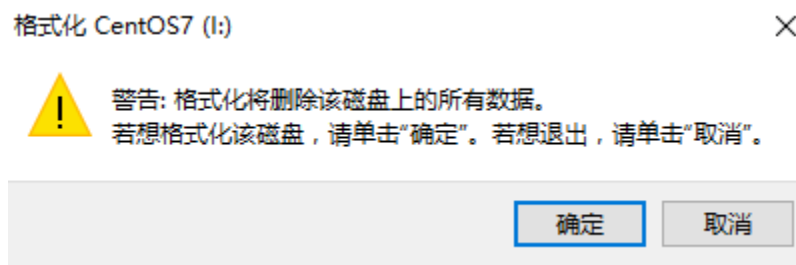 格式化 CentOS7 (I:)
警告: 格式化将删除该磁盘上的所有数据。
若想格式化该磁盘，请单击“确定”。若想退出，请单击“取消”。
确定
取消